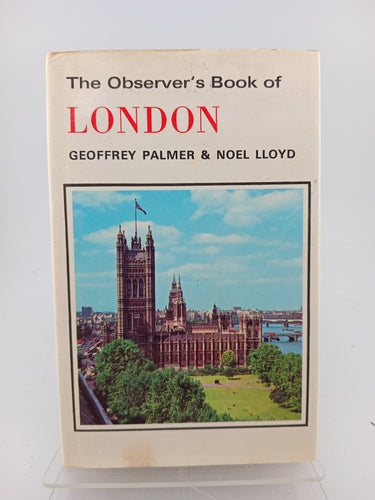 The Observer's Book of
LONDON
GEOFFREY PALMER & NOEL LLOYD